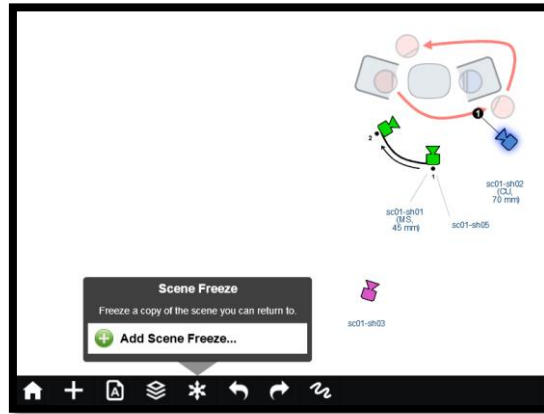 1
2
1
sc01-sh02
(CU,
70 mm)
sc01-sh01
(MS,
45 mm)
sc01-sh05
Scene Freeze
Freeze a copy of the scene you can return to.
Add Scene Freeze...
sc01-sh03
A